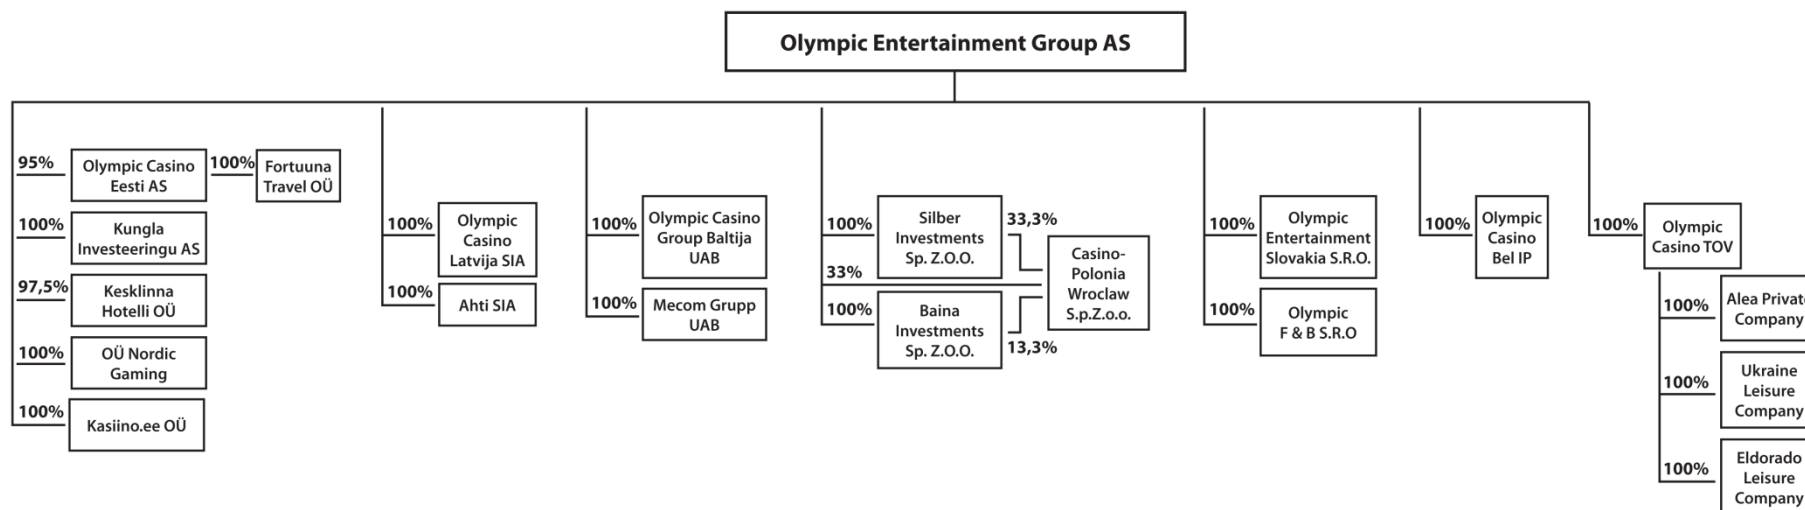 Olympic Entertainment Group AS
95%
Olympic Casino
Eesti AS
100%
Fortuuna
Travel OÜ
100%
Kungla
Investeeringu AS
97,5%
Kesklinna
Hotelli OÜ
100%
OÜ Nordic
Gaming
100%
Kasiino.ee OÜ
100%
Olympic
Casino
Latvija SIA
100%
Ahti SIA
100%
Olympic Casino
Group Baltija
UAB
100%
Mecom Grupp
UAB
100%
Silber
Investments
Sp. Z.O.O.
33,3%
33%
100%
Baina
Investments
Sp. Z.O.O.
13,3%
Casino-
Polonia
Wroclaw
S.p.Z.o.o.
100%
Olympic
Entertainment
Slovakia S.R.O.
100%
Olympic
F & B S.R.O
100%
Olympic
Casino
Bel IP
100%
Olympic
Casino TOV
100%
Alea Private
Company
100%
Ukraine
Leisure
Company
100%
Eldorado
Leisure
Company